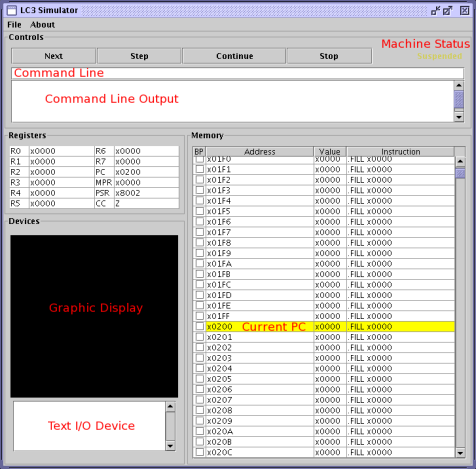 LC3 Simulator
File About
Controls
Next Step Continue Stop
Machine Status
Command Line
Command Line Output
Registers
R0 x0000 R6 x0000
R1 x0000 R7 x0000
R2 x0000 PC x0200
R3 x0000 MPR x0000
R4 x0000 PSR x8002
R5 x0000 CC Z
Devices
Graphic Display
Text I/O Device
Memory
BP Address Value Instruction
x01F0 x0000 .FILL x0000
x01F1 x0000 .FILL x0000
x01F2 x0000 .FILL x0000
x01F3 x0000 .FILL x0000
x01F4 x0000 .FILL x0000
x01F5 x0000 .FILL x0000
x01F6 x0000 .FILL x0000
x01F7 x0000 .FILL x0000
x01F8 x0000 .FILL x0000
x01F9 x0000 .FILL x0000
x01FA x0000 .FILL x0000
x01FB x0000 .FILL x0000
x01FC x0000 .FILL x0000
x01FD x0000 .FILL x0000
x01FE x0000 .FILL x0000
x01FF x0000 .FILL x0000
x0200 Current PC x0000 .FILL x0000
x0201 x0000 .FILL x0000
x0202 x0000 .FILL x0000
x0203 x0000 .FILL x0000
x0204 x0000 .FILL x0000
x0205 x0000 .FILL x0000
x0206 x0000 .FILL x0000
x0207 x0000 .FILL x0000
x0208 x0000 .FILL x0000
x0209 x0000 .FILL x0000
x020A x0000 .FILL x0000
x020B x0000 .FILL x0000
x020C x0000 .FILL x0000